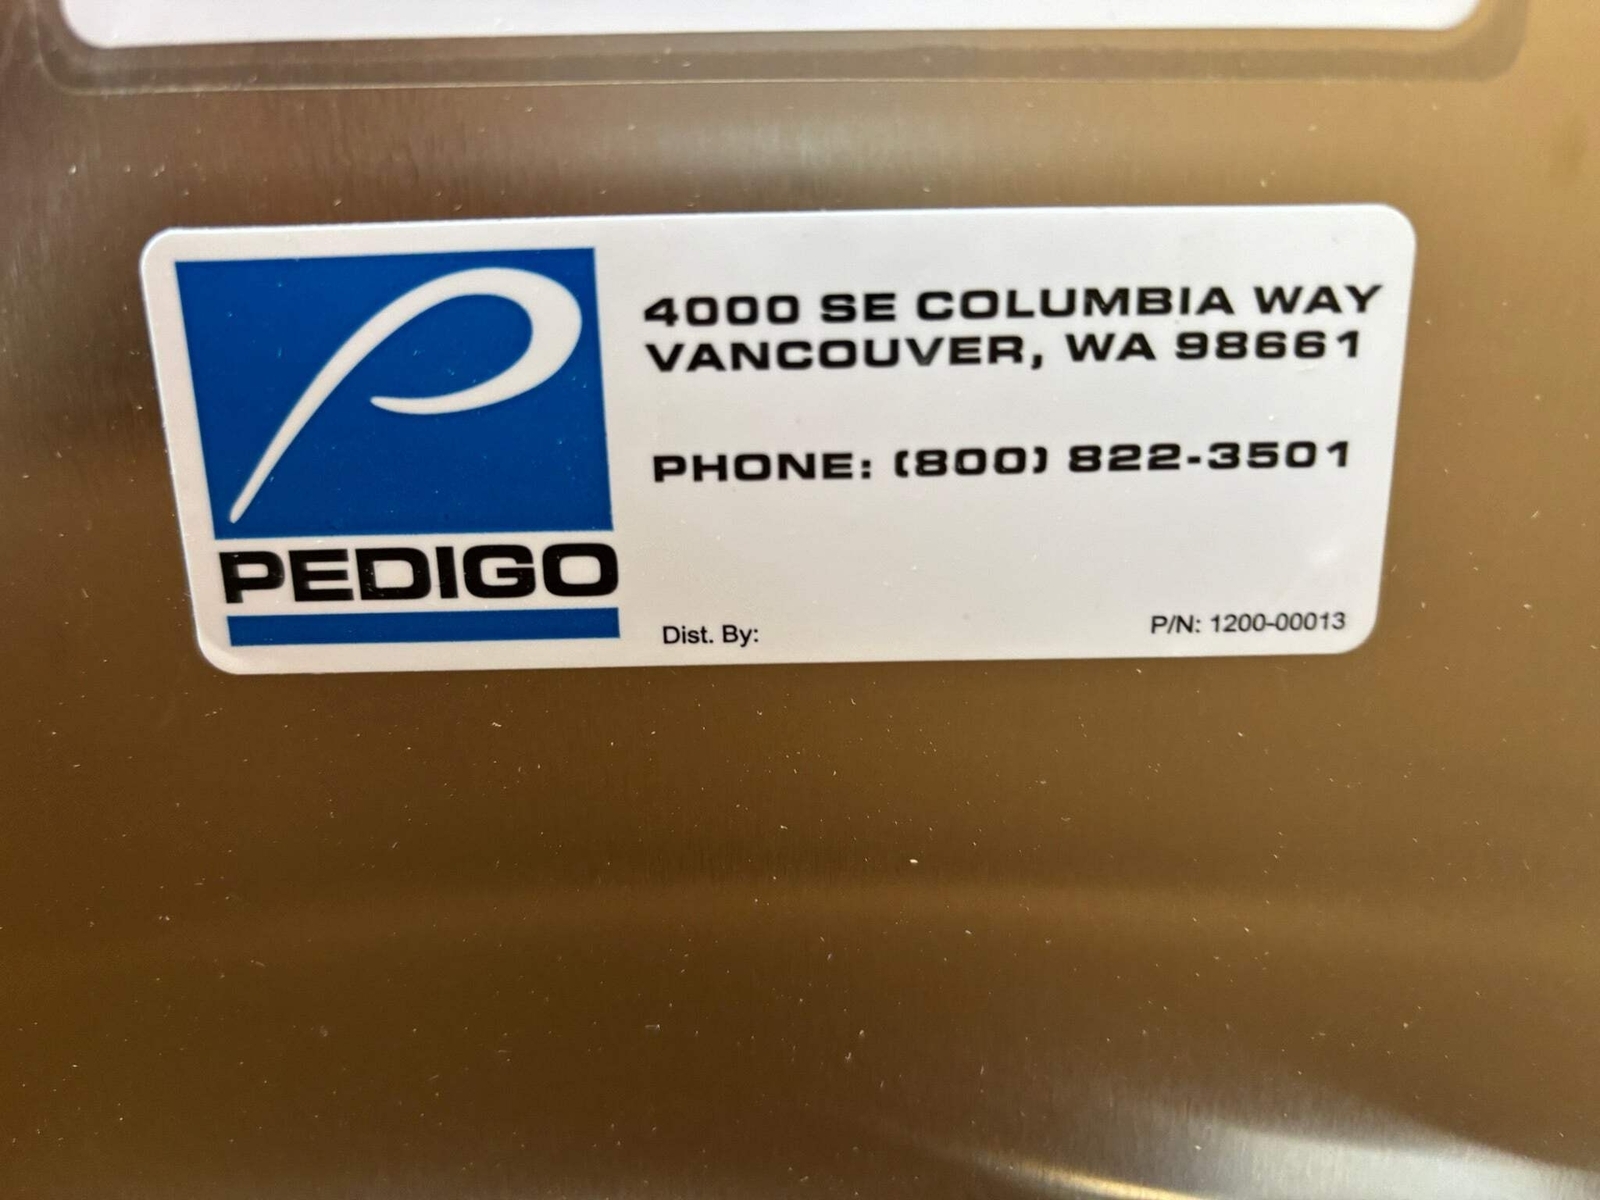 PEDIGO
4000 SE COLUMBIA WAY
VANCOUVER, WA 98661
PHONE: (800) 822-3501
Dist. By:
P/N: 1200-00013